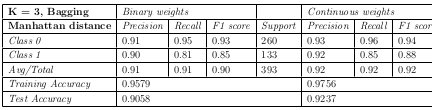 K = 3, Bagging Binary weights Continuous weights
Manhattan distance Precision Recall F1 score Support Precision Recall F1 scor
Class 0 0.91 0.95 0.93 260 0.93 0.96 0.94
Class 1 0.90 0.81 0.85 133 0.92 0.85 0.88
Avg/Total 0.91 0.91 0.90 393 0.92 0.92 0.92
Training Accuracy 0.9579 0.9756
Test Accuracy 0.9058 0.9237